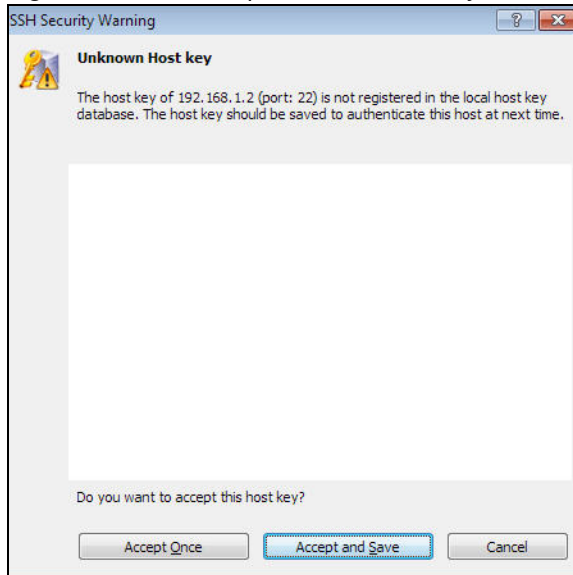 SSH Security Warning
Unknown Host key
The host key of 192.168.1.2 (port: 22) is not registered in the local host key
database. The host key should be saved to authenticate this host at next time.
Do you want to accept this host key?
Accept Once Accept and Save Cancel